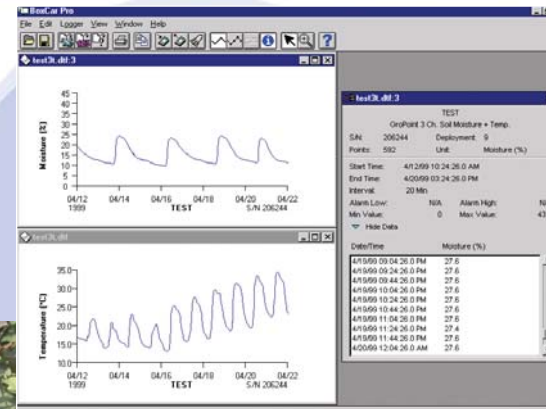 BoxCar Pro
File Edit Logger View Window Help
test3t.dtf:3
Moisture (%)
45
40
35
30
25
20
15
10
5
0
04/12 04/14 04/16 04/18 04/20 04/22
1999 TEST S/N 206244
test3t.dtf
Temperature (°C)
35.0
30.0
25.0
20.0
15.0
10.0
04/12 04/14 04/16 04/18 04/20 04/22
1999 TEST S/N 206244
test3t.dtf:3
TEST
GroPoint 3 Ch. Soil Moisture + Temp.
S/N: 206244 Deployment: 9
Points: 592 Unit: Moisture (%)
Start Time: 4/12/99 10:24:26.0 AM
End Time: 4/20/99 03:24:26.0 PM
Interval: 20 Min
Alarm Low: N/A Alarm High:
Min Value: 0 Max Value: 43
Hide Data
Date/Time Moisture (%)
4/19/99 09:04:26.0 PM 27.6
4/19/99 09:24:26.0 PM 27.6
4/19/99 09:44:26.0 PM 27.6
4/19/99 10:04:26.0 PM 27.6
4/19/99 10:24:26.0 PM 27.6
4/19/99 10:44:26.0 PM 27.6
4/19/99 11:04:26.0 PM 27.6
4/19/99 11:24:26.0 PM 27.4
4/19/99 11:44:26.0 PM 27.6
4/20/99 12:04:26.0 AM 27.6